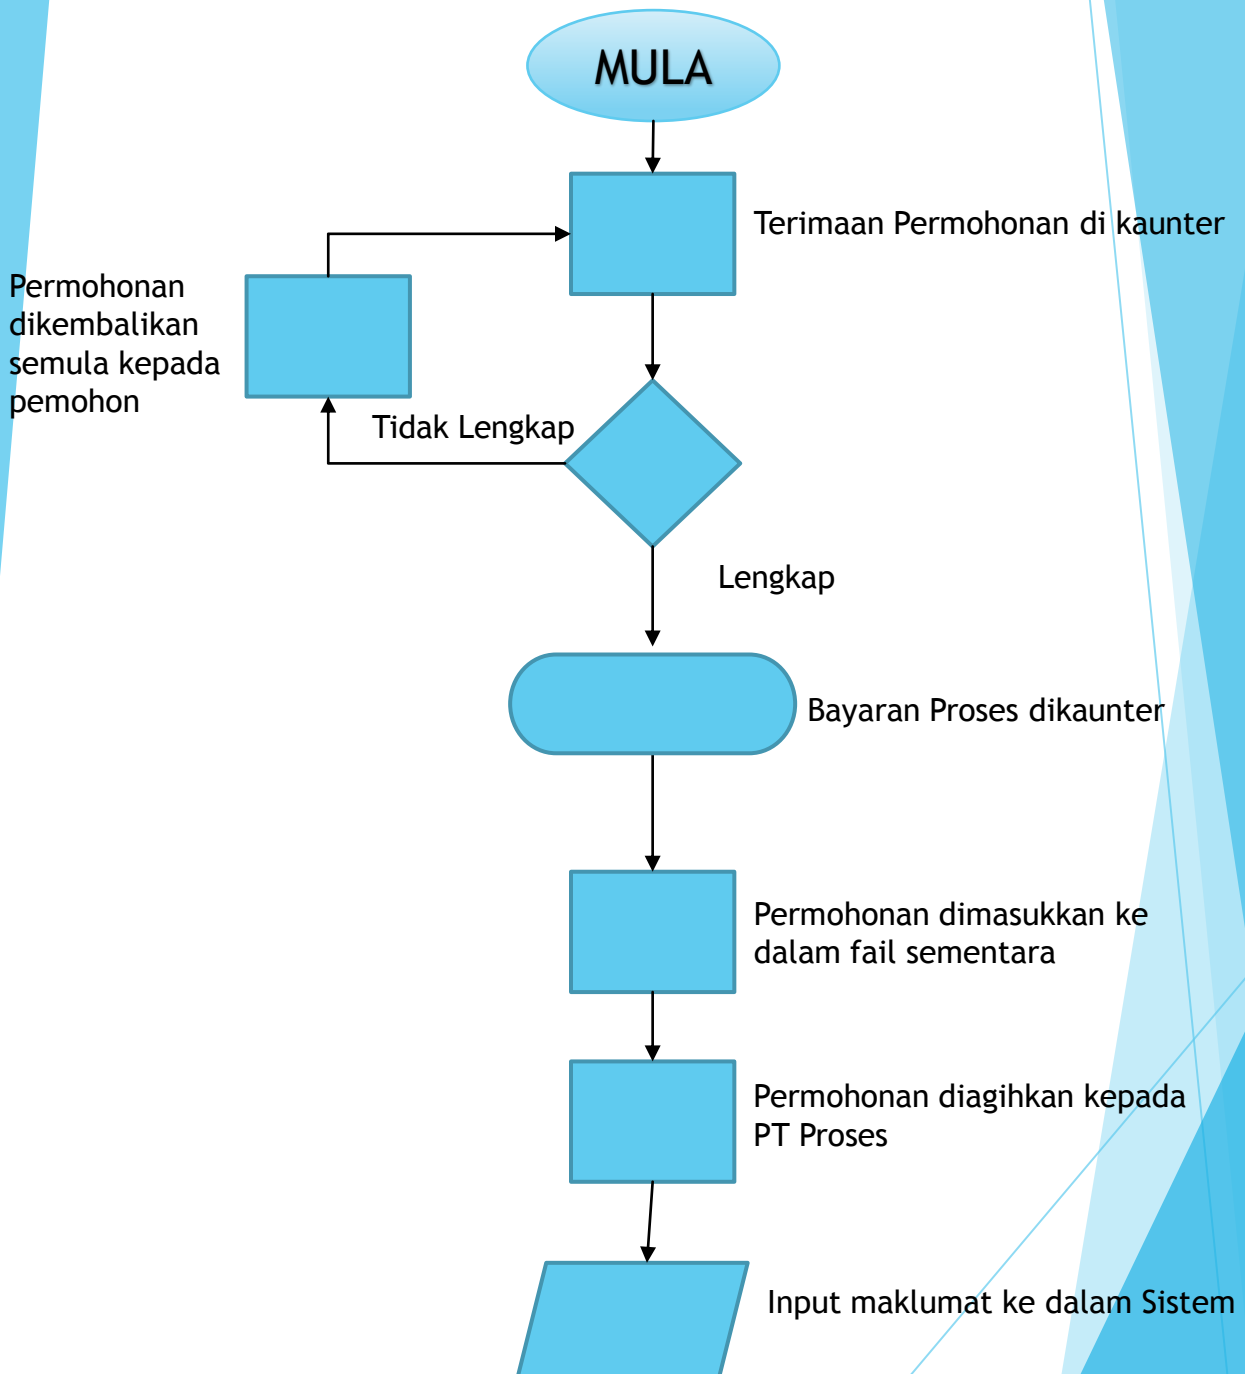 MULA
Terimaan Permohonan di kaunter
Permohonan
dikembalikan
semula kepada
pemohon
Tidak Lengkap
Lengkap
Bayaran Proses dikaunter
Permohonan dimasukkan ke
dalam fail sementara
Permohonan diagihkan kepada
PT Proses
Input maklumat ke dalam Sistem